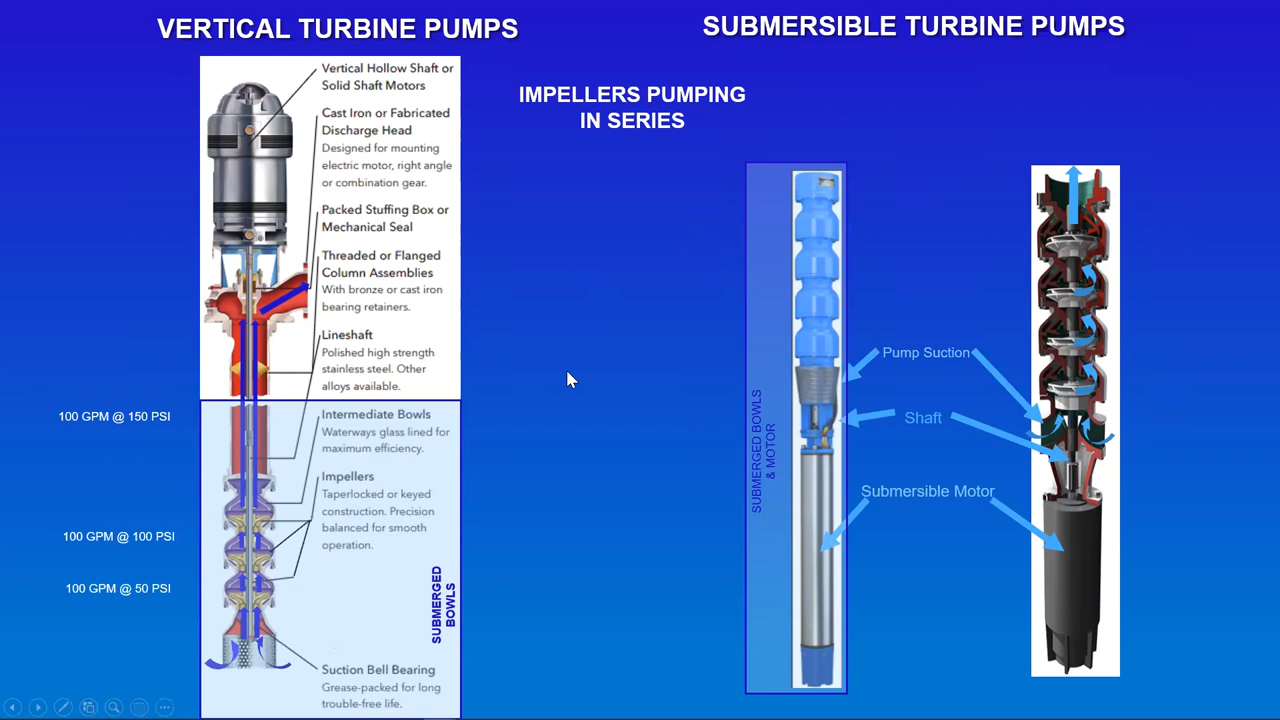 VERTICAL TURBINE PUMPS
SUBMERSIBLE TURBINE PUMPS
IMPELLERS PUMPING
IN SERIES
Vertical Hollow Shaft or
Solid Shaft Motors
Cast Iron or Fabricated
Discharge Head
Designed for mounting
electric motor, right angle
or combination gear.
Packed Stuffing Box or
Mechanical Seal
Threaded or Flanged
Column Assemblies
With bronze or cast iron
bearing retainers.
Lineshaft
Polished high strength
stainless steel. Other
alloys available.
Intermediate Bowls
Waterways glass lined for
maximum efficiency.
Impellers
Taperlocked or keyed
construction. Precision
balanced for smooth
operation.
Suction Bell Bearing
Grease-packed for long
trouble-free life.
SUBMERGED
BOWLS
100 GPM @ 150 PSI
100 GPM @ 100 PSI
100 GPM @ 50 PSI
SUBMERGED BOWLS
& MOTOR
Pump Suction
Shaft
Submersible Motor